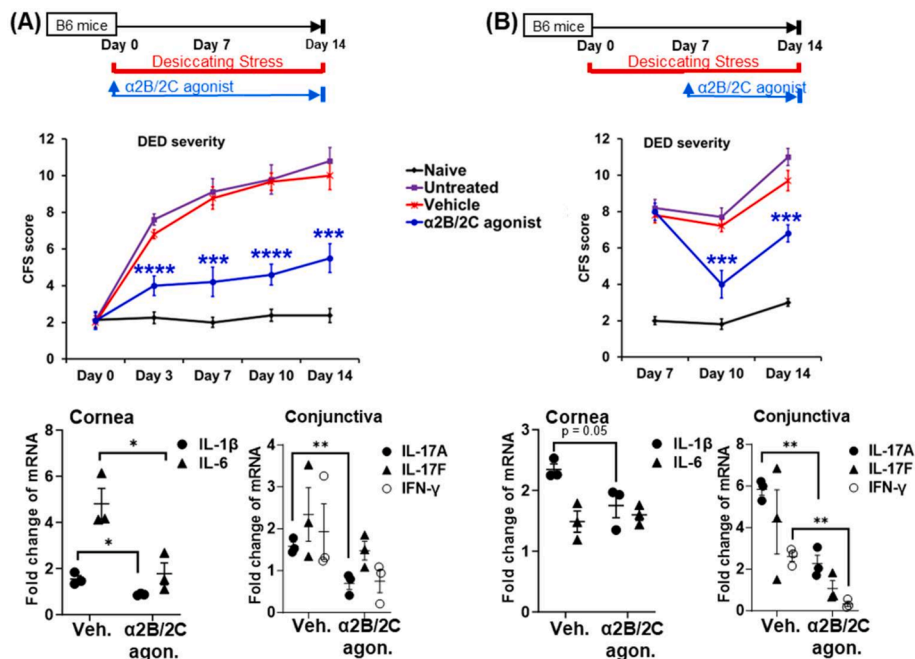 (A)
B6 mice
Day 0 Day 7 Day 14
Desiccating Stress
α2B/2C agonist
DED severity
CFS score
12
10
8
6
4
2
0
**** *** **** ***
Day 0 Day 3 Day 7 Day 10 Day 14
Naive
Untreated
Vehicle
α2B/2C agonist
Cornea
Fold change of mRNA
6
4
2
0
*
*
IL-1β
IL-6
Veh. α2B/2C
agon.
Conjunctiva
Fold change of mRNA
4
3
2
1
0
**
IL-17A
IL-17F
IFN-γ
Veh. α2B/2C
agon.
(B)
B6 mice
Day 0 Day 7 Day 14
Desiccating Stress
α2B/2C agonist
DED severity
CFS score
12
10
8
6
4
2
0
*** ***
Day 7 Day 10 Day 14
Cornea
Fold change of mRNA
3
2
1
0
p = 0.05
IL-1β
IL-6
Veh. α2B/2C
agon.
Conjunctiva
Fold change of mRNA
8
6
4
2
0
**
**
IL-17A
IL-17F
IFN-γ
Veh. α2B/2C
agon.